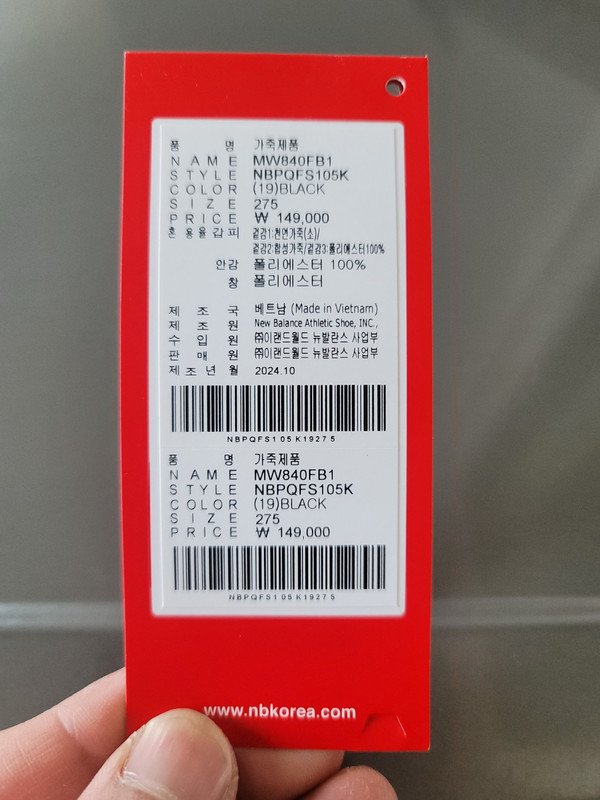 품 명 가죽제품
NAME MW840FB1
STYLE NBPQFS105K
COLOR (19)BLACK
SIZE 275
PRICE ₩ 149,000
혼용율갑피 겉감1:천연가죽(소)/
겉감2:합성가죽/겉감3:폴리에스터100%
안감 폴리에스터 100%
창 폴리에스터
제조국 베트남 (Made in Vietnam)
제조원 New Balance Athletic Shoe, INC.,
수입원 ㈜이랜드월드 뉴발란스 사업부
판매원 ㈜이랜드월드 뉴발란스 사업부
제조년월 2024.10
NBPQFS105K19275
품 명 가죽제품
NAME MW840FB1
STYLE NBPQFS105K
COLOR (19)BLACK
SIZE 275
PRICE ₩ 149,000
NBPQFS105K19275
www.nbkorea.com